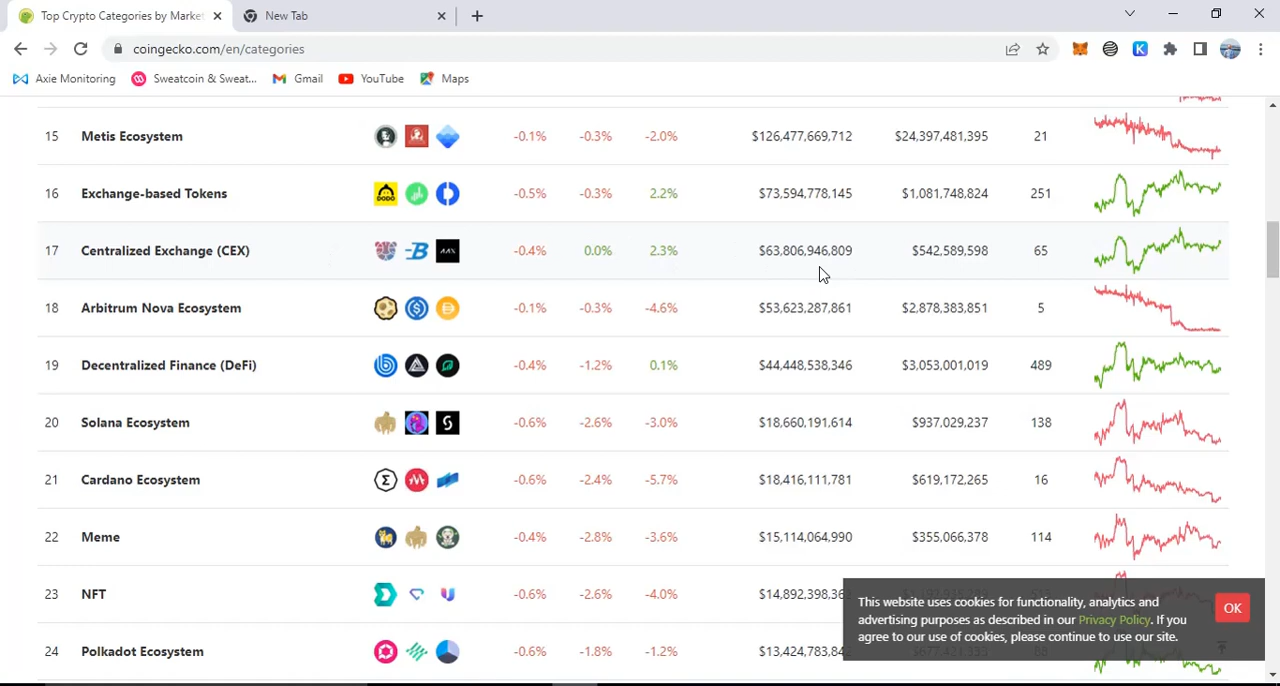 Top Crypto Categories by Market
New Tab
coingecko.com/en/categories
Axie Monitoring Sweatcoin & Sweat... Gmail YouTube Maps
15 Metis Ecosystem -0.1% -0.3% -2.0% $126,477,669,712 $24,397,481,395 21
16 Exchange-based Tokens -0.5% -0.3% 2.2% $73,594,778,145 $1,081,748,824 251
17 Centralized Exchange (CEX) -0.4% 0.0% 2.3% $63,806,946,809 $542,589,598 65
18 Arbitrum Nova Ecosystem -0.1% -0.3% -4.6% $53,623,287,861 $2,878,383,851 5
19 Decentralized Finance (DeFi) -0.4% -1.2% 0.1% $44,448,538,346 $3,053,001,019 489
20 Solana Ecosystem -0.6% -2.6% -3.0% $18,660,191,614 $937,029,237 138
21 Cardano Ecosystem -0.6% -2.4% -5.7% $18,416,111,781 $619,172,265 16
22 Meme -0.4% -2.8% -3.6% $15,114,064,990 $355,066,378 114
23 NFT -0.6% -2.6% -4.0%
24 Polkadot Ecosystem -0.6% -1.8% -1.2%
This website uses cookies for functionality, analytics and
advertising purposes as described in our Privacy Policy. If you
agree to our use of cookies, please continue to use our site.
OK